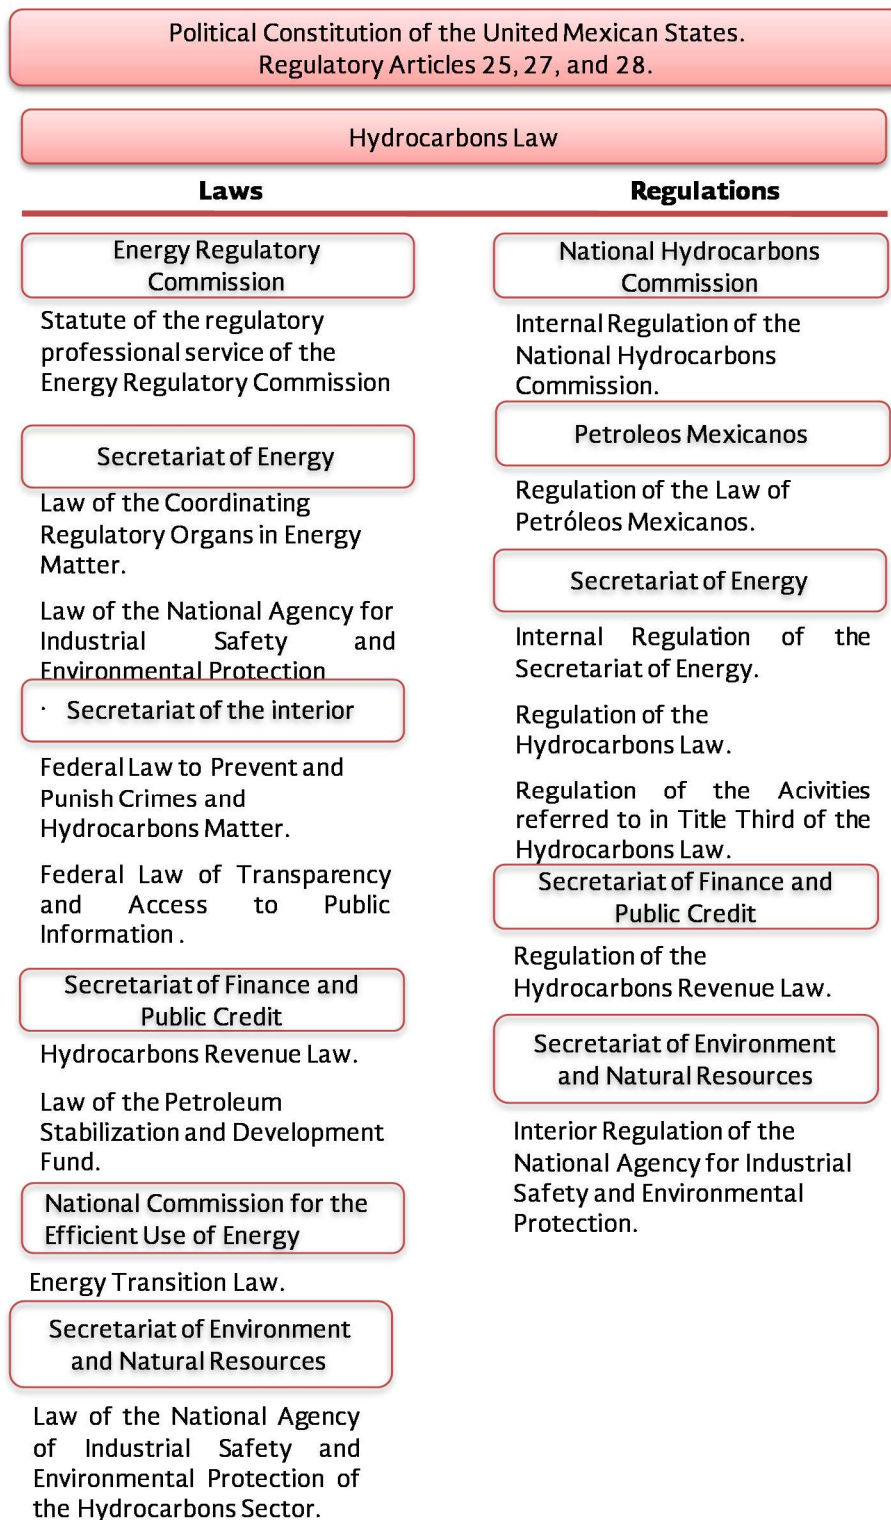 Political Constitution of the United Mexican States.
Regulatory Articles 25, 27, and 28.
Hydrocarbons Law
Laws
Energy Regulatory
Commission
Statute of the regulatory
professional service of the
Energy Regulatory Commission
Secretariat of Energy
Law of the Coordinating
Regulatory Organs in Energy
Matter.
Law of the National Agency for
Industrial Safety and
Environmental Protection
. Secretariat of the interior
Federal Law to Prevent and
Punish Crimes and
Hydrocarbons Matter.
Federal Law of Transparency
and Access to Public
Information .
Secretariat of Finance and
Public Credit
Hydrocarbons Revenue Law.
Law of the Petroleum
Stabilization and Development
Fund.
National Commission for the
Efficient Use of Energy
Energy Transition Law.
Secretariat of Environment
and Natural Resources
Law of the National Agency
of Industrial Safety and
Environmental Protection of
the Hydrocarbons Sector.
Regulations
National Hydrocarbons
Commission
Internal Regulation of the
National Hydrocarbons
Commission.
Petroleos Mexicanos
Regulation of the Law of
Petróleos Mexicanos.
Secretariat of Energy
Internal Regulation of the
Secretariat of Energy.
Regulation of the
Hydrocarbons Law.
Regulation of the Acivities
referred to in Title Third of the
Hydrocarbons Law.
Secretariat of Finance and
Public Credit
Regulation of the
Hydrocarbons Revenue Law.
Secretariat of Environment
and Natural Resources
Interior Regulation of the
National Agency for Industrial
Safety and Environmental
Protection.